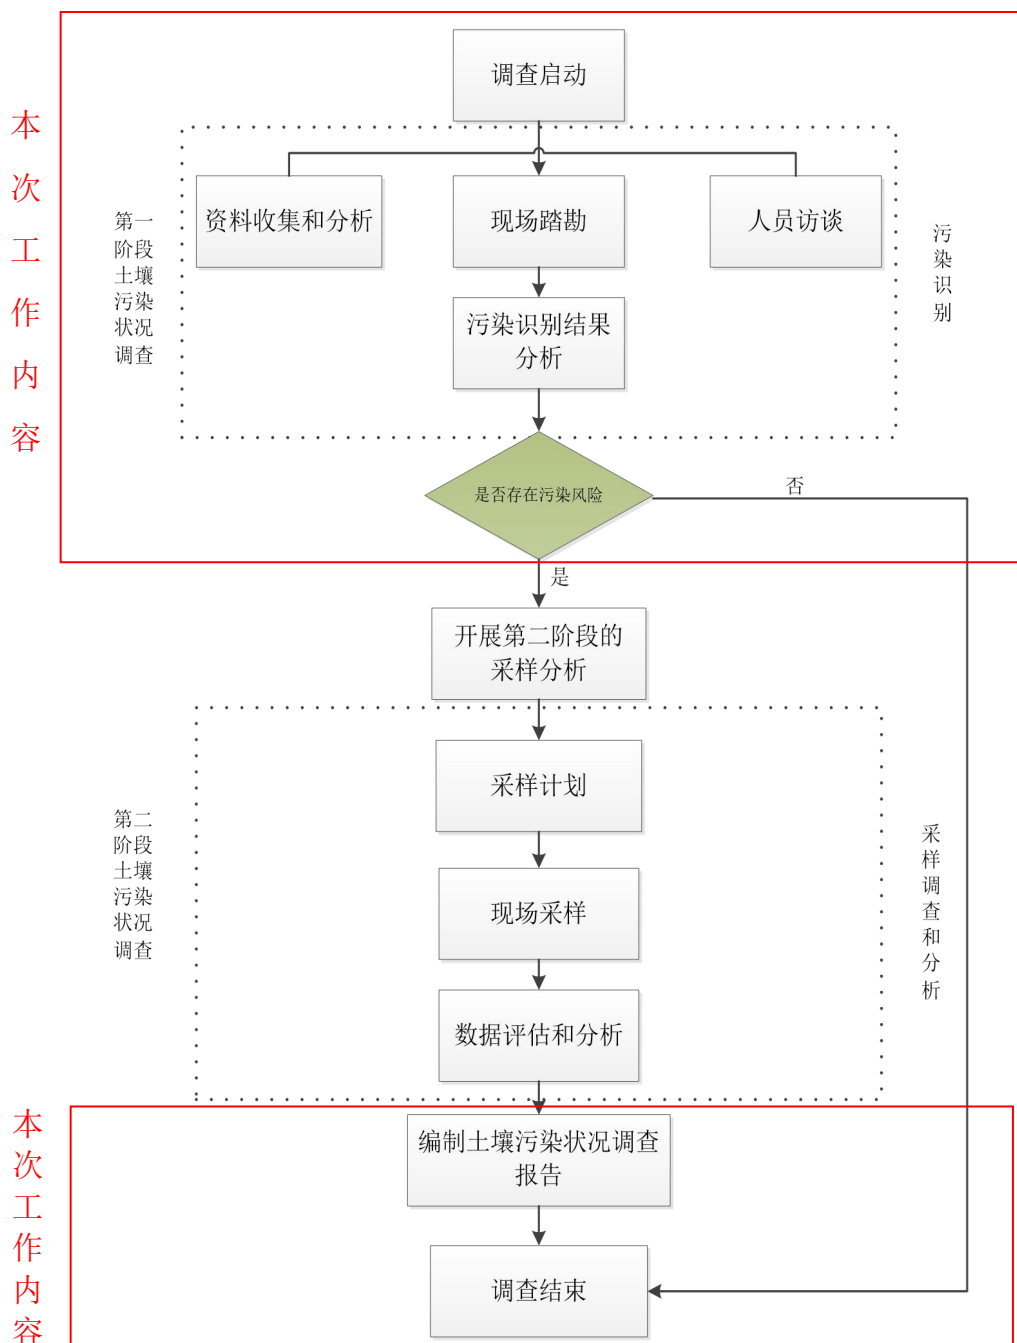 调查启动
本次工作内容
资料收集和分析
现场踏勘
人员访谈
第一
阶段
土壤
污染
状况
调查
污染识别
污染识别结果
分析
是否存在污染风险
否
是
开展第二阶段的
采样分析
采样计划
第二
阶段
土壤
污染
状况
调查
采样调查和分析
现场采样
数据评估和分析
本次工作内容
编制土壤污染状况调查
报告
调查结束